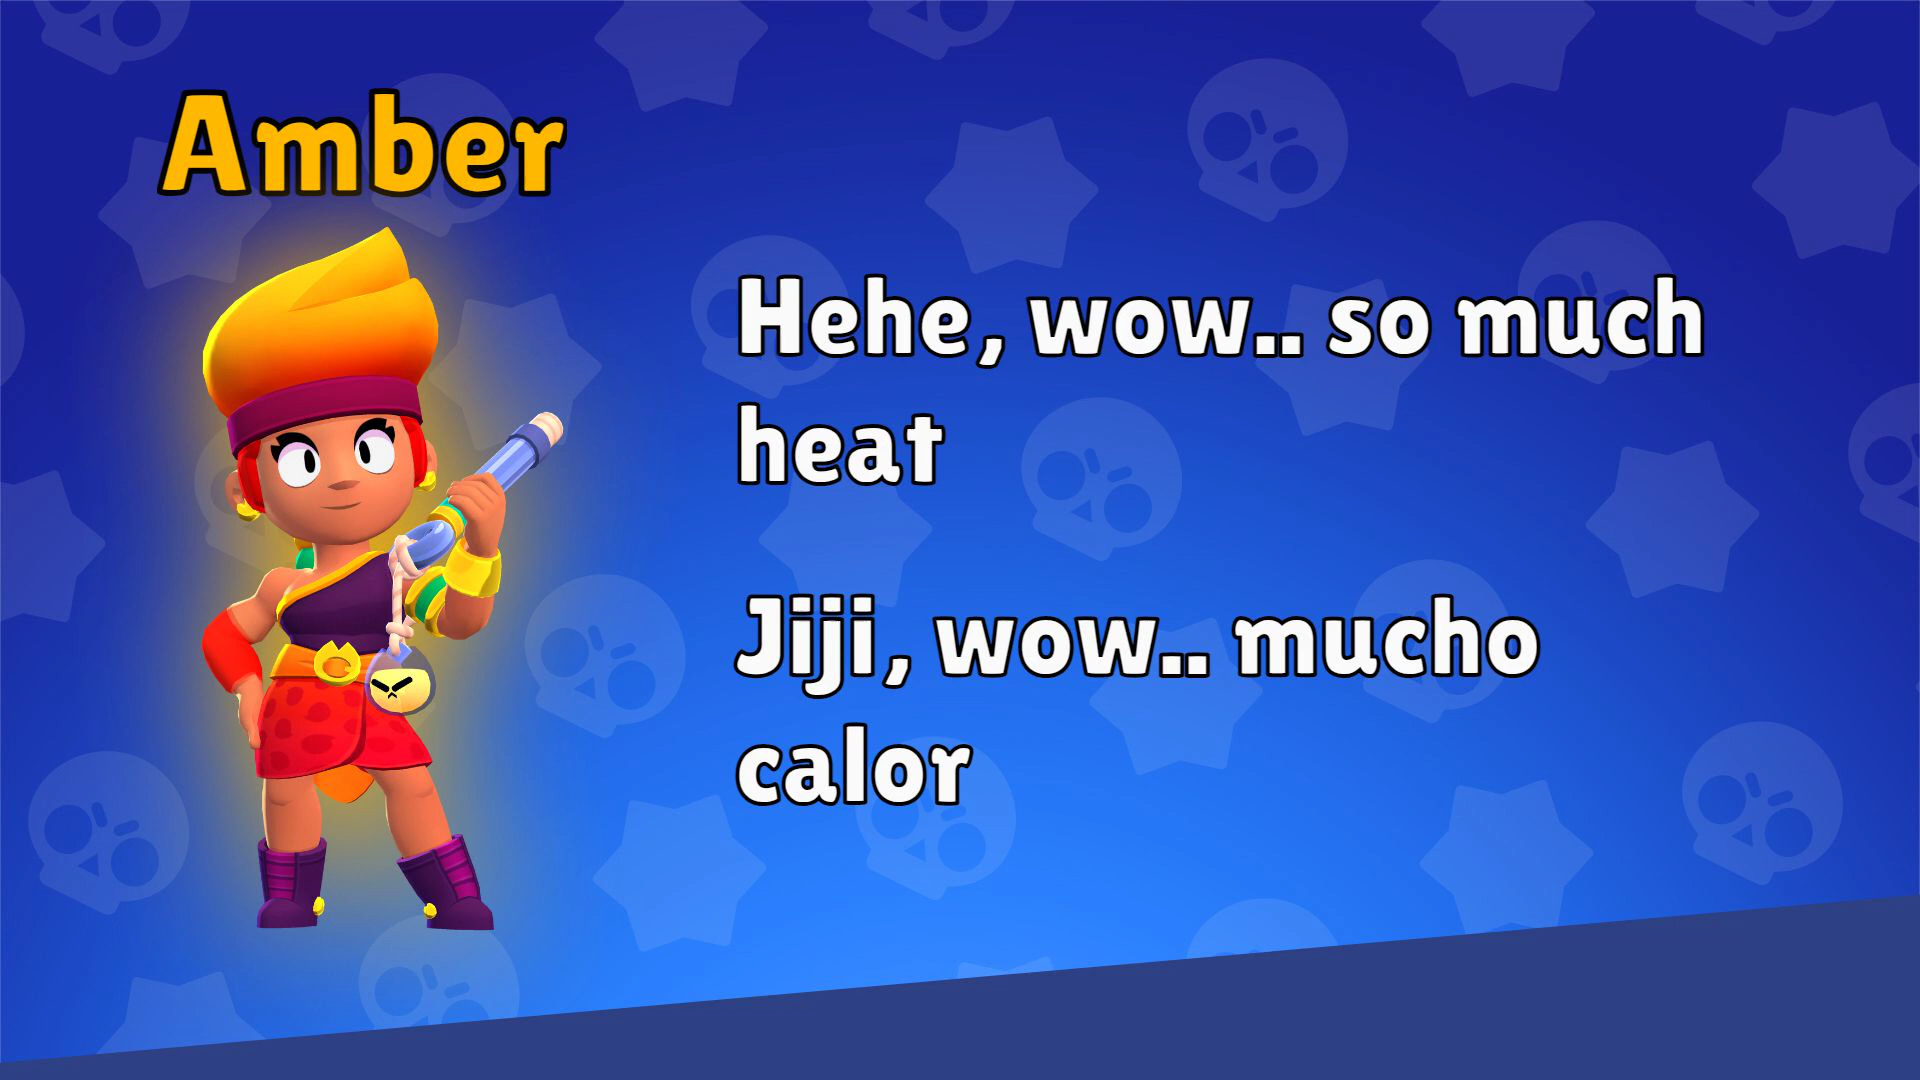 Amber
Hehe, wow.. so much
heat
Jiji, wow.. mucho
calor